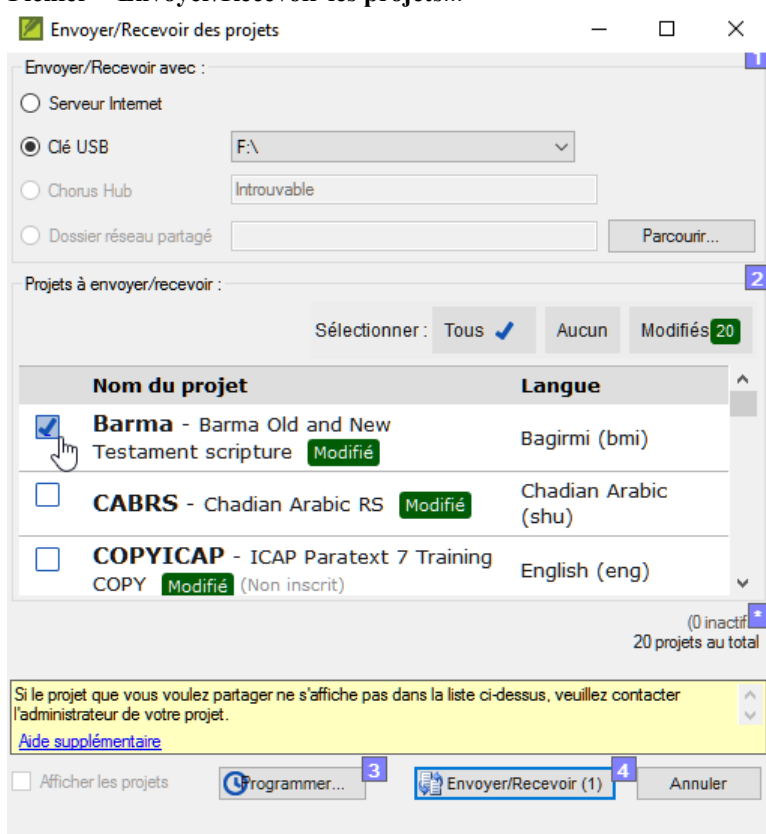 Envoyer/Recevoir des projets
Envoyer/Recevoir avec :
1
Serveur Internet
Clé USB F:\
Chorus Hub Introuvable
Dossier réseau partagé Parcourir...
Projets à envoyer/recevoir :
2
Sélectionner : Tous Aucun Modifiés 20
Nom du projet Langue
Barma - Barma Old and New
Testament scripture Modifié
Bagirmi (bmi)
CABRS - Chadian Arabic RS Modifié
Chadian Arabic
(shu)
COPYICAP - ICAP Paratext 7 Training
COPY Modifié (Non inscrit)
English (eng)
(0 inactif
*
20 projets au total
Si le projet que vous voulez partager ne s'affiche pas dans la liste ci-dessus, veuillez contacter
l'administrateur de votre projet.
Aide supplémentaire
Afficher les projets Programmer... 3 Envoyer/Recevoir (1) 4 Annuler